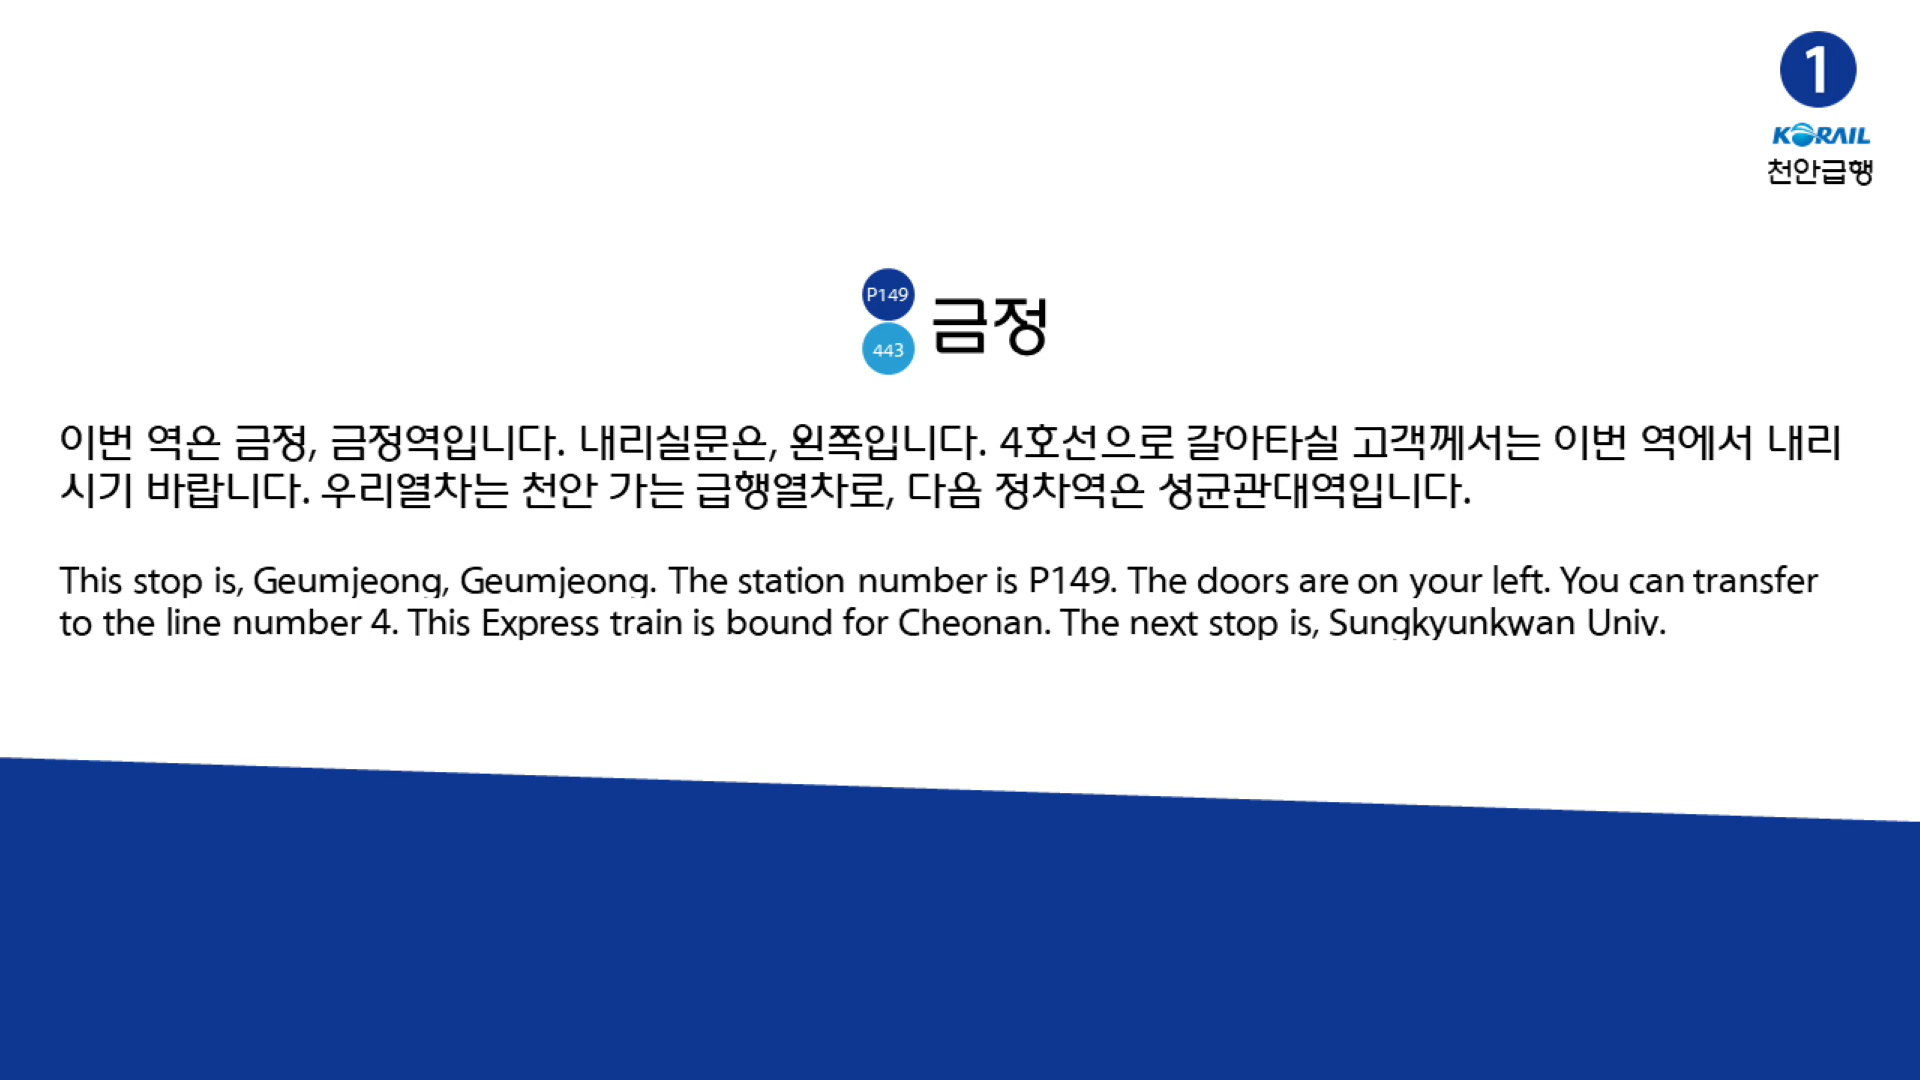 1
KORAIL
천안급행
P149
443
금정
이번 역은 금정, 금정역입니다. 내리실문은, 왼쪽입니다. 4호선으로 갈아타실 고객께서는 이번 역에서 내리
시기 바랍니다. 우리열차는 천안 가는 급행열차로, 다음 정차역은 성균관대역입니다.
This stop is, Geumjeong, Geumjeong. The station number is P149. The doors are on your left. You can transfer
to the line number 4. This Express train is bound for Cheonan. The next stop is, Sungkyunkwan Univ.